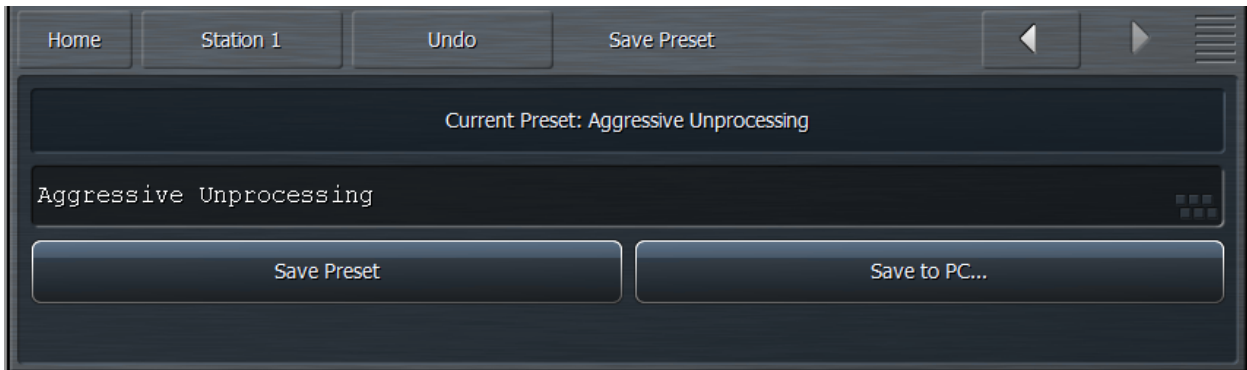 Home Station 1 Undo Save Preset
Current Preset: Aggressive Unprocessing
Aggressive Unprocessing
Save Preset Save to PC...